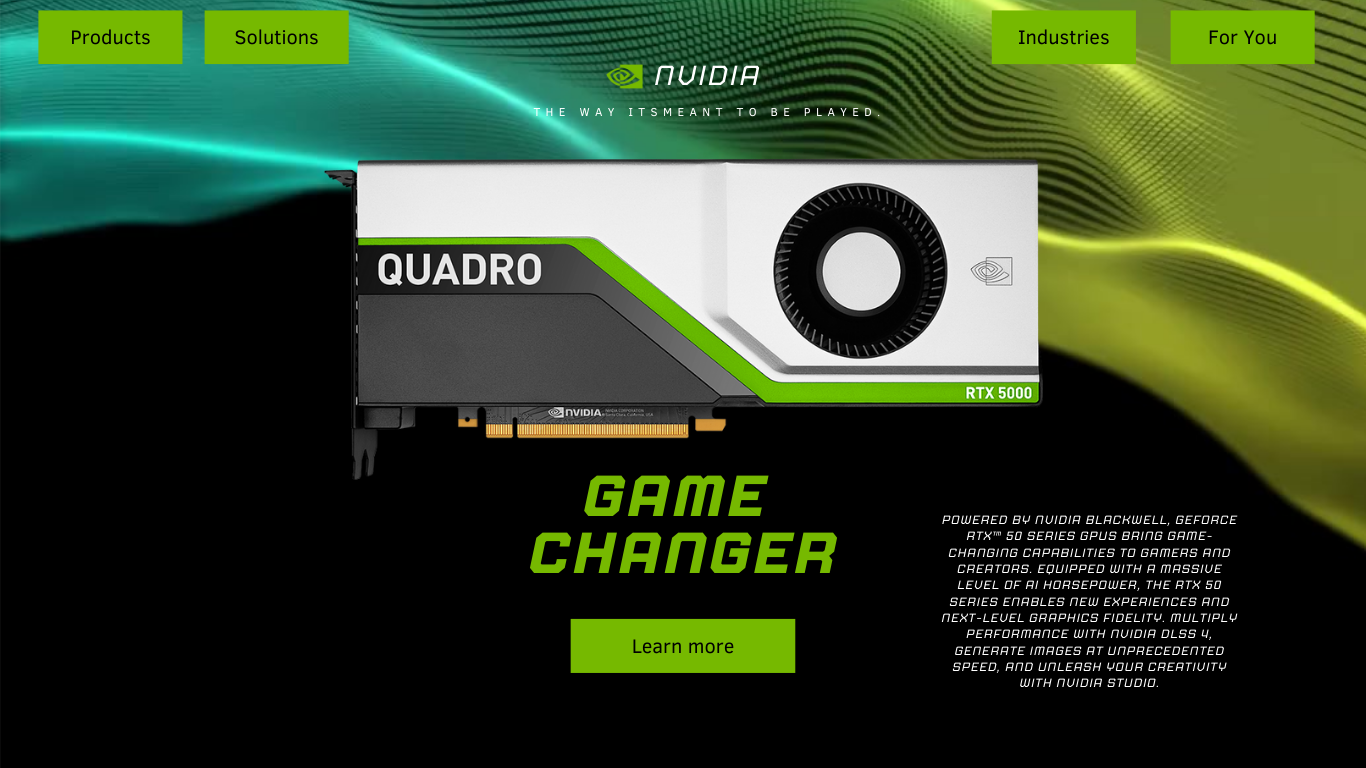 Products
Solutions
Industries
For You
NVIDIA
THE WAY ITSMEANT TO BE PLAYED.
QUADRO
RTX 5000
NVIDIA
GAME
CHANGER
Learn more
POWERED BY NVIDIA BLACKWELL, GEFORCE
RTX™ 50 SERIES GPUS BRING GAME-
CHANGING CAPABILITIES TO GAMERS AND
CREATORS. EQUIPPED WITH A MASSIVE
LEVEL OF AI HORSEPOWER, THE RTX 50
SERIES ENABLES NEW EXPERIENCES AND
NEXT-LEVEL GRAPHICS FIDELITY. MULTIPLY
PERFORMANCE WITH NVIDIA DLSS 4,
GENERATE IMAGES AT UNPRECEDENTED
SPEED, AND UNLEASH YOUR CREATIVITY
WITH NVIDIA STUDIO.